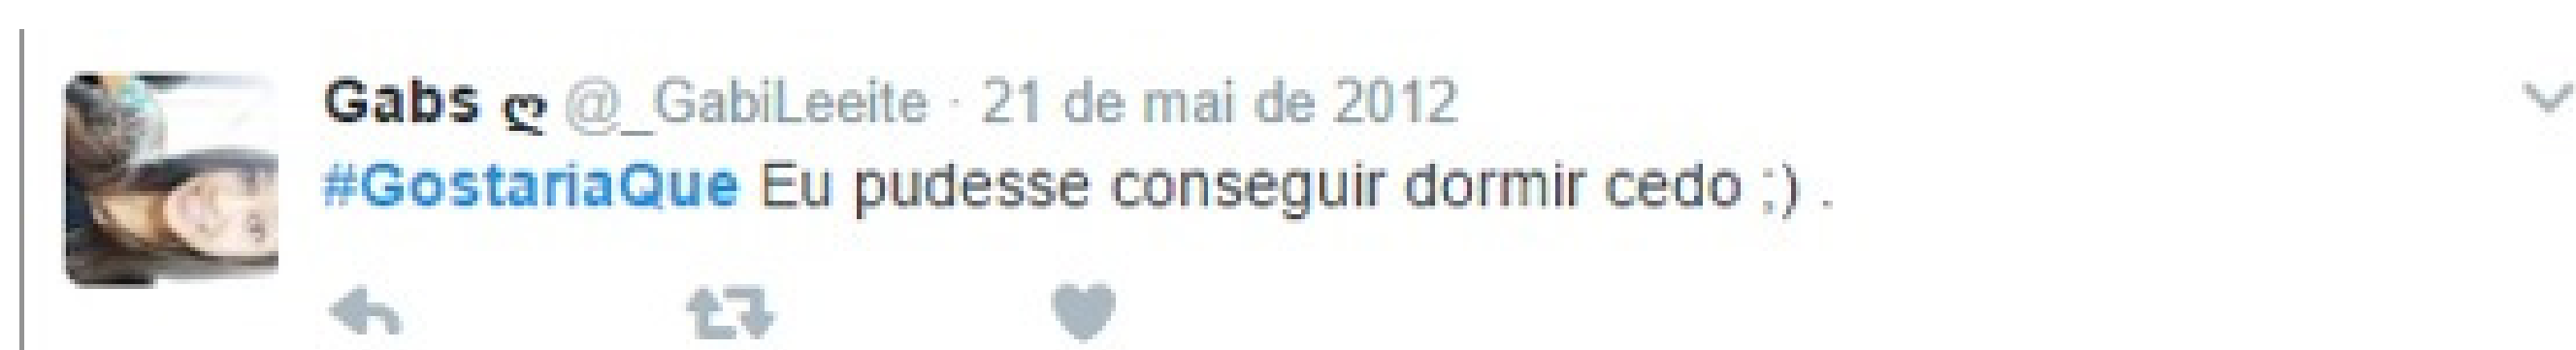 Gabs ღ @_GabiLeeite · 21 de mai de 2012
#GostariaQue Eu pudesse conseguir dormir cedo ;) .